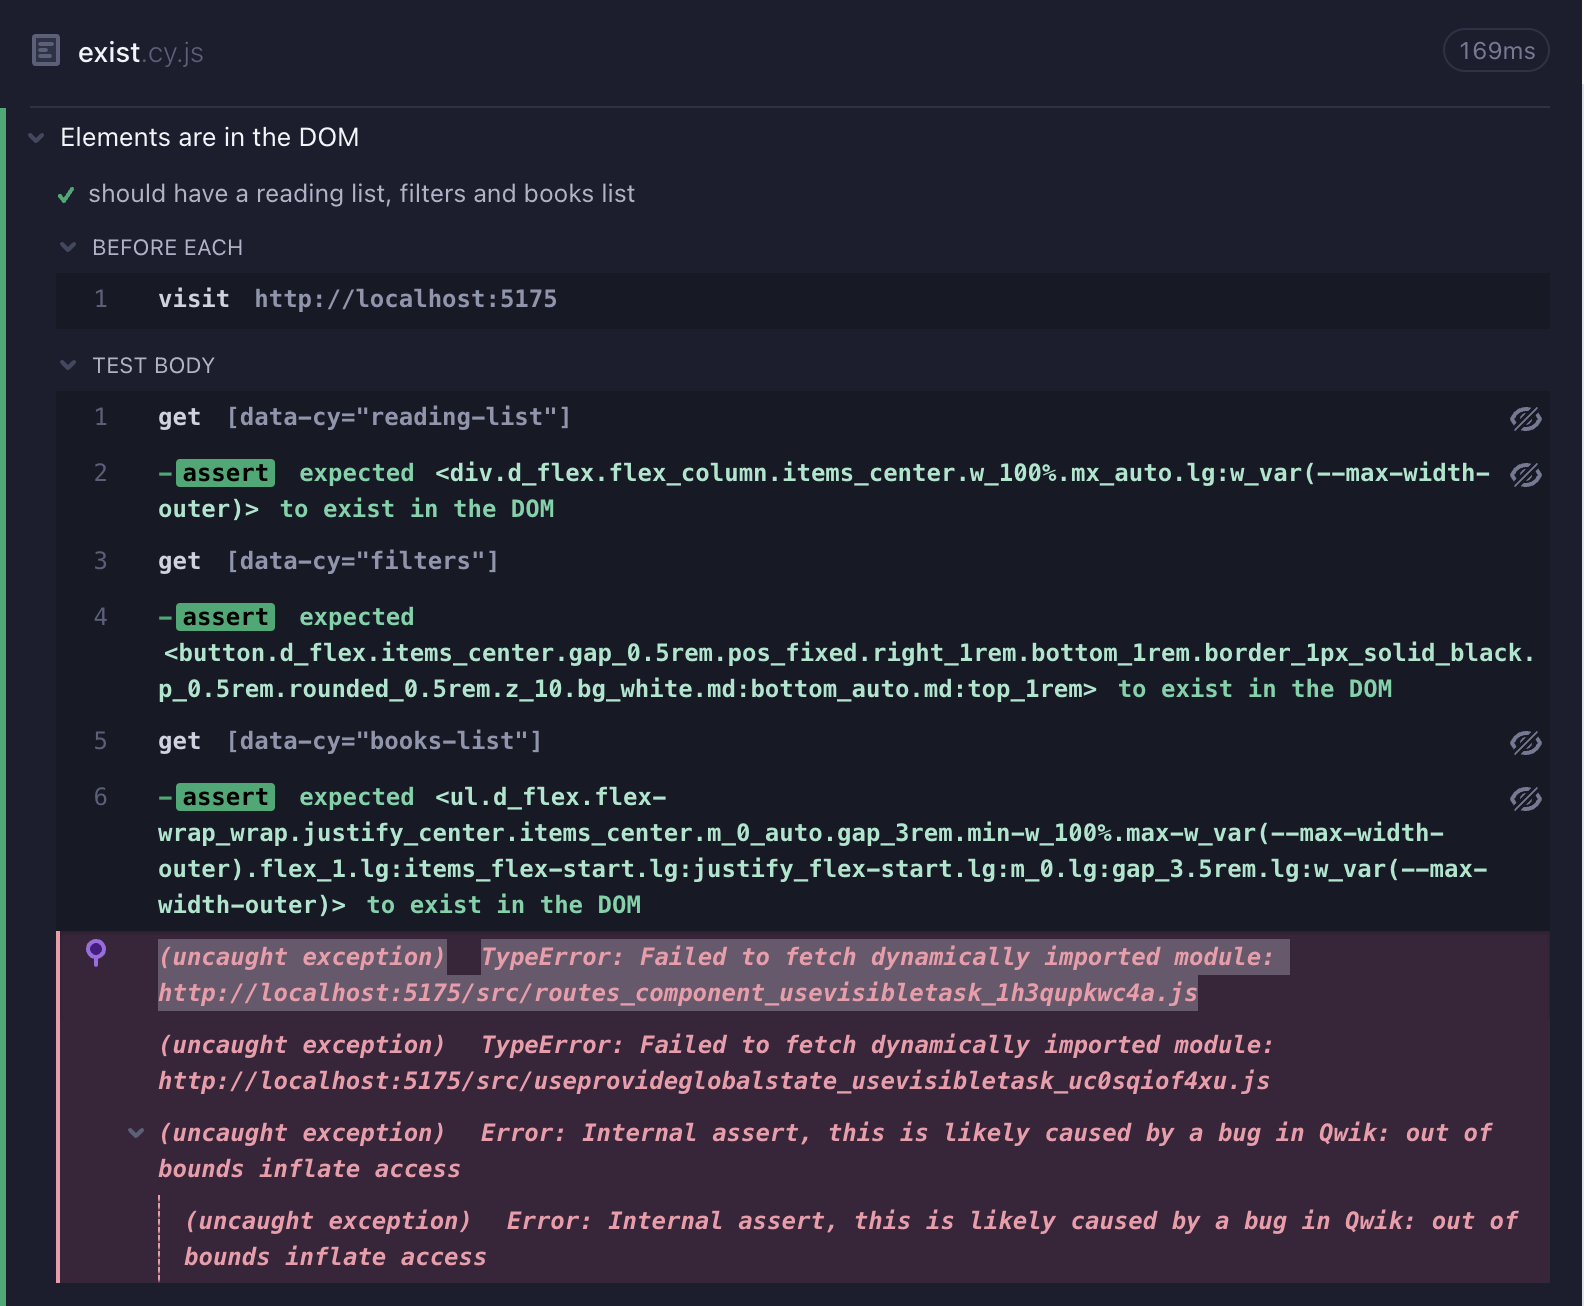 exist.cy.js
169ms
Elements are in the DOM
should have a reading list, filters and books list
BEFORE EACH
1 visit http://localhost:5175
TEST BODY
1 get [data-cy="reading-list"]
2 -assert expected <div.d_flex.flex_column.items_center.w_100%.mx_auto.lg:w_var(--max-width-
outer)> to exist in the DOM
3 get [data-cy="filters"]
4 -assert expected
<button.d_flex.items_center.gap_0.5rem.pos_fixed.right_1rem.bottom_1rem.border_1px_solid_black.
p_0.5rem.rounded_0.5rem.z_10.bg_white.md:bottom_auto.md:top_1rem> to exist in the DOM
5 get [data-cy="books-list"]
6 -assert expected <ul.d_flex.flex-
wrap_wrap.justify_center.items_center.m_0_auto.gap_3rem.min-w_100%.max-w_var(--max-width-
outer).flex_1.lg:items_flex-start.lg:justify_flex-start.lg:m_0.lg:gap_3.5rem.lg:w_var(--max-
width-outer)> to exist in the DOM
(uncaught exception) TypeError: Failed to fetch dynamically imported module:
http://localhost:5175/src/routes_component_usevisibletask_1h3qupkwc4a.js
(uncaught exception) TypeError: Failed to fetch dynamically imported module:
http://localhost:5175/src/useprovideglobalstate_usevisibletask_uc0sqiof4xu.js
(uncaught exception) Error: Internal assert, this is likely caused by a bug in Qwik: out of
bounds inflate access
(uncaught exception) Error: Internal assert, this is likely caused by a bug in Qwik: out of
bounds inflate access